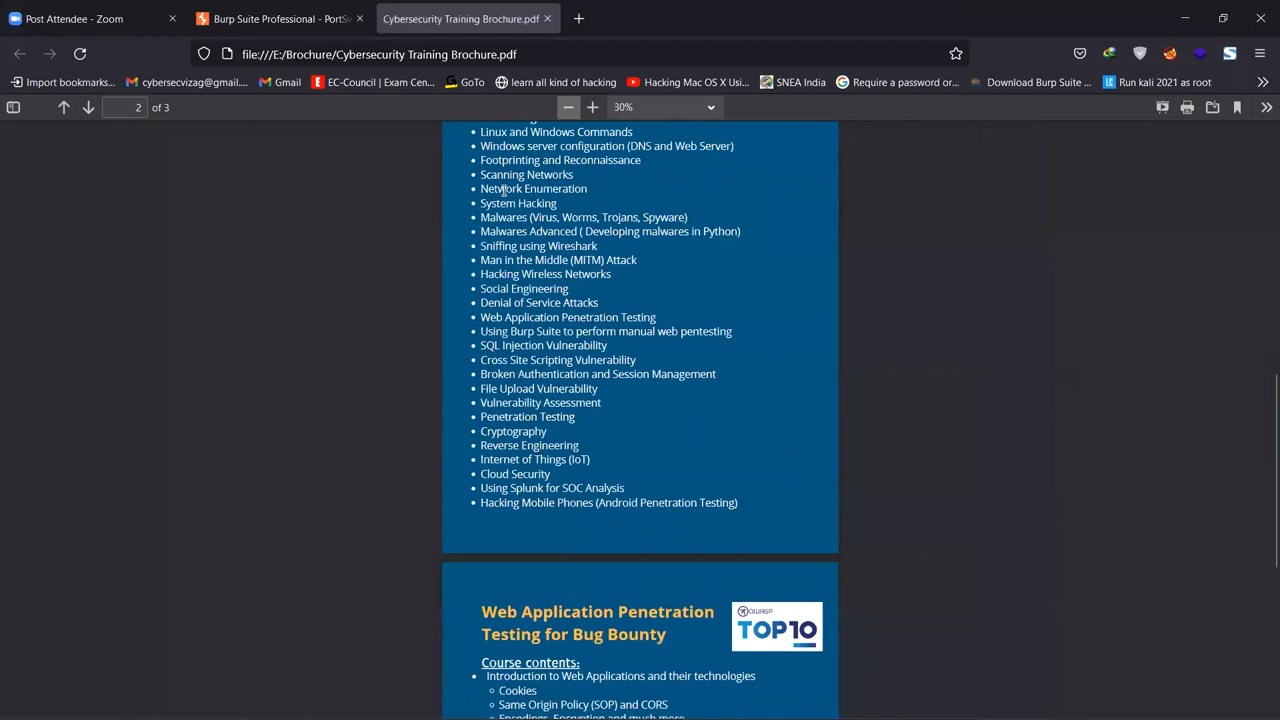 Post Attendee - Zoom
Burp Suite Professional - PortSw
Cybersecurity Training Brochure.pdf
file:///E:/Brochure/Cybersecurity Training Brochure.pdf
Import bookmarks...
cybersecvizag@gmail....
Gmail
EC-Council | Exam Cen...
GoTo
learn all kind of hacking
Hacking Mac OS X Usi...
SNEA India
Require a password or...
Download Burp Suite ...
Run kali 2021 as root
2 of 3
30%
Linux and Windows Commands
Windows server configuration (DNS and Web Server)
Footprinting and Reconnaissance
Scanning Networks
Network Enumeration
System Hacking
Malwares (Virus, Worms, Trojans, Spyware)
Malwares Advanced ( Developing malwares in Python)
Sniffing using Wireshark
Man in the Middle (MITM) Attack
Hacking Wireless Networks
Social Engineering
Denial of Service Attacks
Web Application Penetration Testing
Using Burp Suite to perform manual web pentesting
SQL Injection Vulnerability
Cross Site Scripting Vulnerability
Broken Authentication and Session Management
File Upload Vulnerability
Vulnerability Assessment
Penetration Testing
Cryptography
Reverse Engineering
Internet of Things (IoT)
Cloud Security
Using Splunk for SOC Analysis
Hacking Mobile Phones (Android Penetration Testing)
Web Application Penetration
Testing for Bug Bounty
OWASP
TOP10
Course contents:
Introduction to Web Applications and their technologies
Cookies
Same Origin Policy (SOP) and CORS
Encodings, Encryption and much more